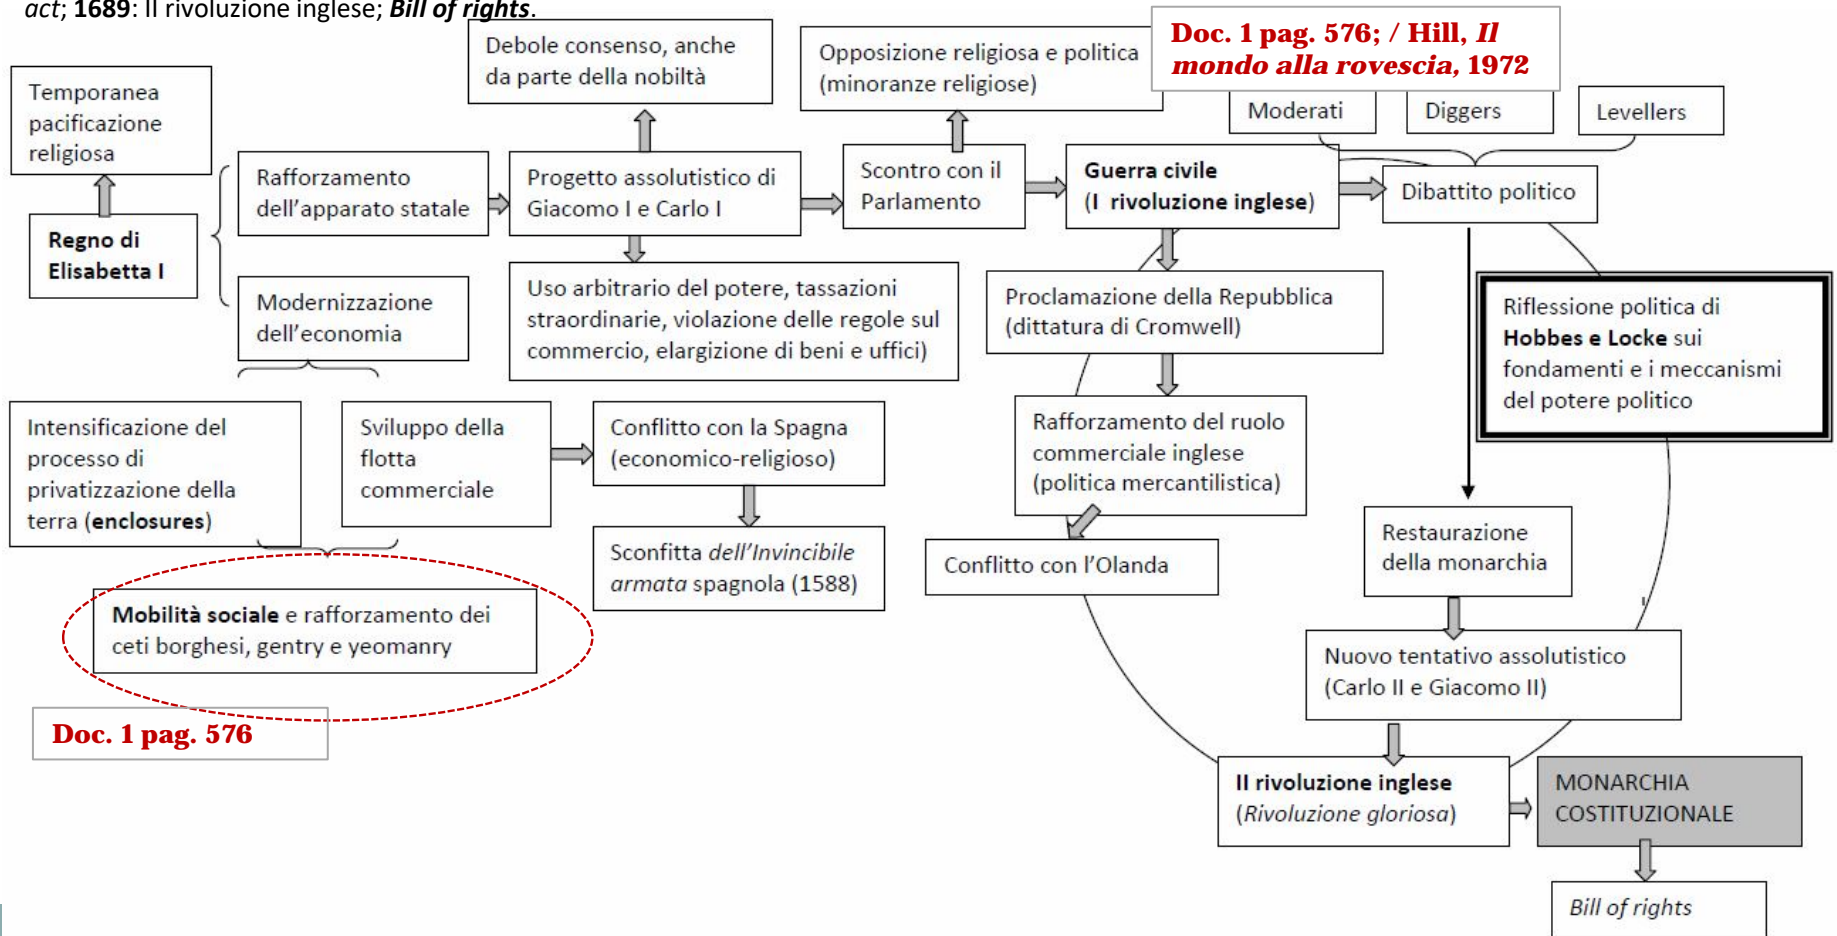 act; 1689: II rivoluzione inglese; Bill of rights.
Doc. 1 pag. 576; / Hill, Il
mondo alla rovescia, 1972
Debole consenso, anche
da parte della nobiltà
Opposizione religiosa e politica
(minoranze religiose)
Temporanea
pacificazione
religiosa
Moderati
Diggers
Levellers
Rafforzamento
dell'apparato statale
Progetto assolutistico di
Giacomo I e Carlo I
Scontro con il
Parlamento
Guerra civile
(I rivoluzione inglese)
Dibattito politico
Regno di
Elisabetta I
Modernizzazione
dell'economia
Uso arbitrario del potere, tassazioni
straordinarie, violazione delle regole sul
commercio, elargizione di beni e uffici)
Proclamazione della Repubblica
(dittatura di Cromwell)
Riflessione politica di
Hobbes e Locke sui
fondamenti e i meccanismi
del potere politico
Intensificazione del
processo di
privatizzazione della
terra (enclosures)
Sviluppo della
flotta
commerciale
Conflitto con la Spagna
(economico-religioso)
Rafforzamento del ruolo
commerciale inglese
(politica mercantilistica)
Sconfitta dell'Invincibile
armata spagnola (1588)
Conflitto con l'Olanda
Restaurazione
della monarchia
Mobilità sociale e rafforzamento dei
ceti borghesi, gentry e yeomanry
Nuovo tentativo assolutistico
(Carlo II e Giacomo II)
Doc. 1 pag. 576
II rivoluzione inglese
(Rivoluzione gloriosa)
MONARCHIA
COSTITUZIONALE
Bill of rights